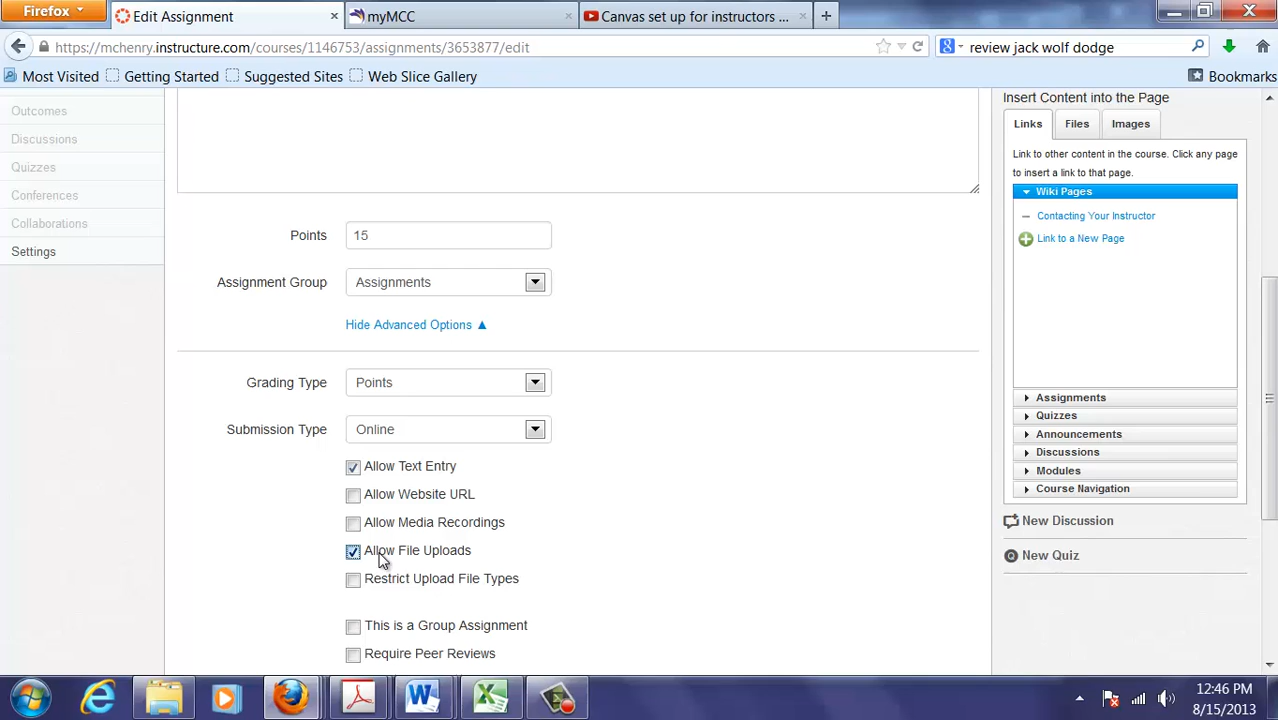 Firefox
Edit Assignment
myMCC
Canvas set up for instructors ...
https://mchenry.instructure.com/courses/1146753/assignments/3653877/edit
review jack wolf dodge
Most Visited
Getting Started
Suggested Sites
Web Slice Gallery
Bookmarks
Outcomes
Discussions
Quizzes
Conferences
Collaborations
Settings
Points
15
Assignment Group
Assignments
Hide Advanced Options ▲
Grading Type
Points
Submission Type
Online
Allow Text Entry
Allow Website URL
Allow Media Recordings
Allow File Uploads
Restrict Upload File Types
This is a Group Assignment
Require Peer Reviews
Insert Content into the Page
Links
Files
Images
Link to other content in the course. Click any page
to insert a link to that page.
Wiki Pages
Contacting Your Instructor
Link to a New Page
Assignments
Quizzes
Announcements
Discussions
Modules
Course Navigation
New Discussion
New Quiz
12:46 PM
8/15/2013